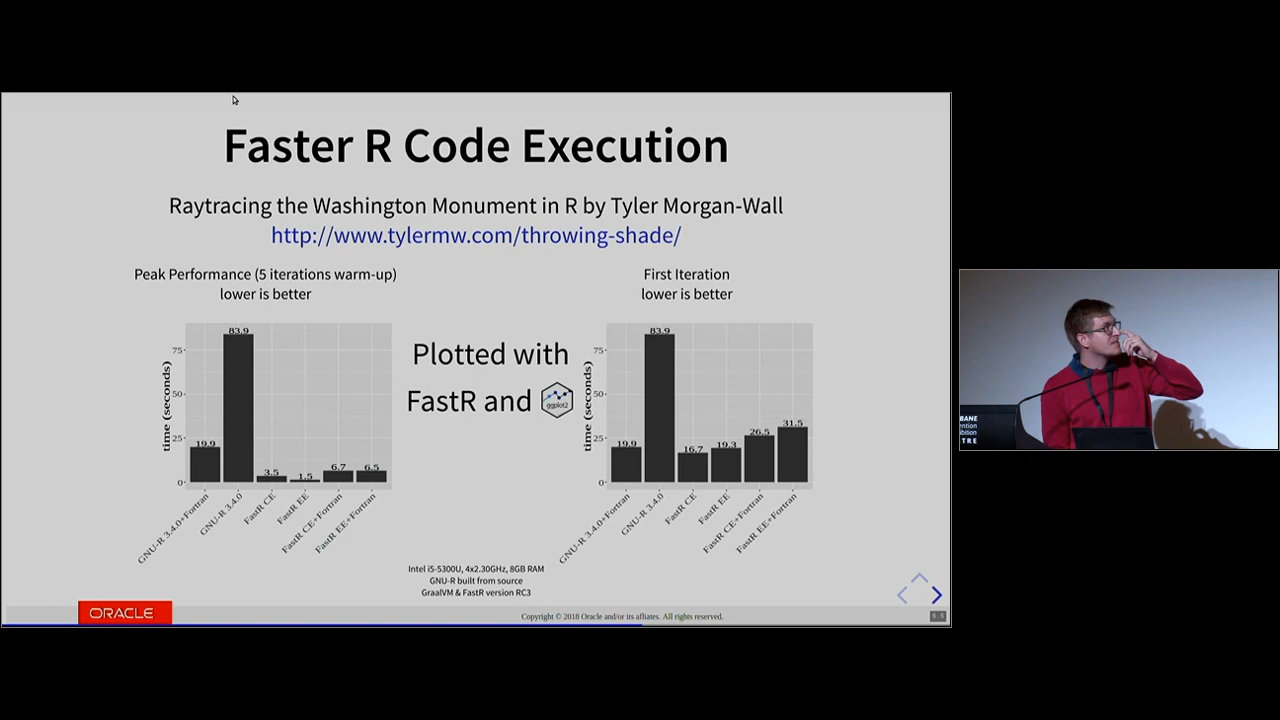 Faster R Code Execution
Raytracing the Washington Monument in R by Tyler Morgan-Wall
http://www.tylermw.com/throwing-shade/
Peak Performance (5 iterations warm-up)
lower is better
time (seconds)
75
50
25
0
19.9
83.9
3.5
1.5
6.7
6.5
GNU-R 3.4.0+Fortran
GNU-R 3.4.0
FastR CE
FastR EE
FastR CE+Fortran
FastR EE+Fortran
Plotted with
FastR and ggplot2
First Iteration
lower is better
time (seconds)
75
50
25
0
19.9
83.9
16.7
19.3
26.5
31.5
GNU-R 3.4.0+Fortran
GNU-R 3.4.0
FastR CE
FastR EE
FastR CE+Fortran
FastR EE+Fortran
Intel i5-5300U, 4x2.30GHz, 8GB RAM
GNU-R built from source
GraalVM & FastR version RC3
ORACLE
Copyright © 2018 Oracle and/or its affliates. All rights reserved.
BANE
ention
ibition
TRE